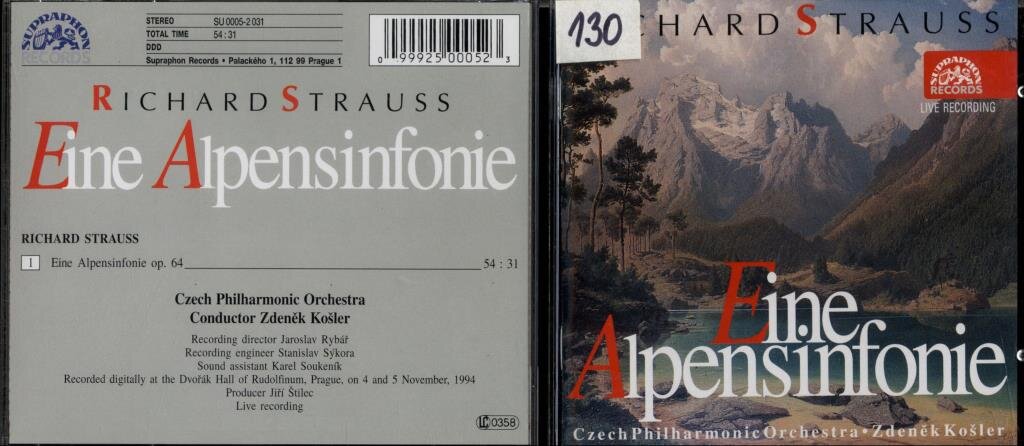 SUPRAPHON
RECORDS
STEREO SU 0005-2 031
TOTAL TIME 54 : 31
DDD
Supraphon Records • Palackého 1, 112 99 Prague 1
0 99925 00052 3
RICHARD STRAUSS
Eine Alpensinfonie
RICHARD STRAUSS
1 Eine Alpensinfonie op. 64 54 : 31
Czech Philharmonic Orchestra
Conductor Zdeněk Košler
Recording director Jaroslav Rybář
Recording engineer Stanislav Sýkora
Sound assistant Karel Soukeník
Recorded digitally at the Dvořák Hall of Rudolfinum, Prague, on 4 and 5 November, 1994
Producer Jiří Štilec
Live recording
LC 0358
130
CHARD STRAUSS
SUPRAPHON
RECORDS
LIVE RECORDING
Eine
Alpensinfonie
Czech Philharmonic Orchestra • Zdeněk Košler